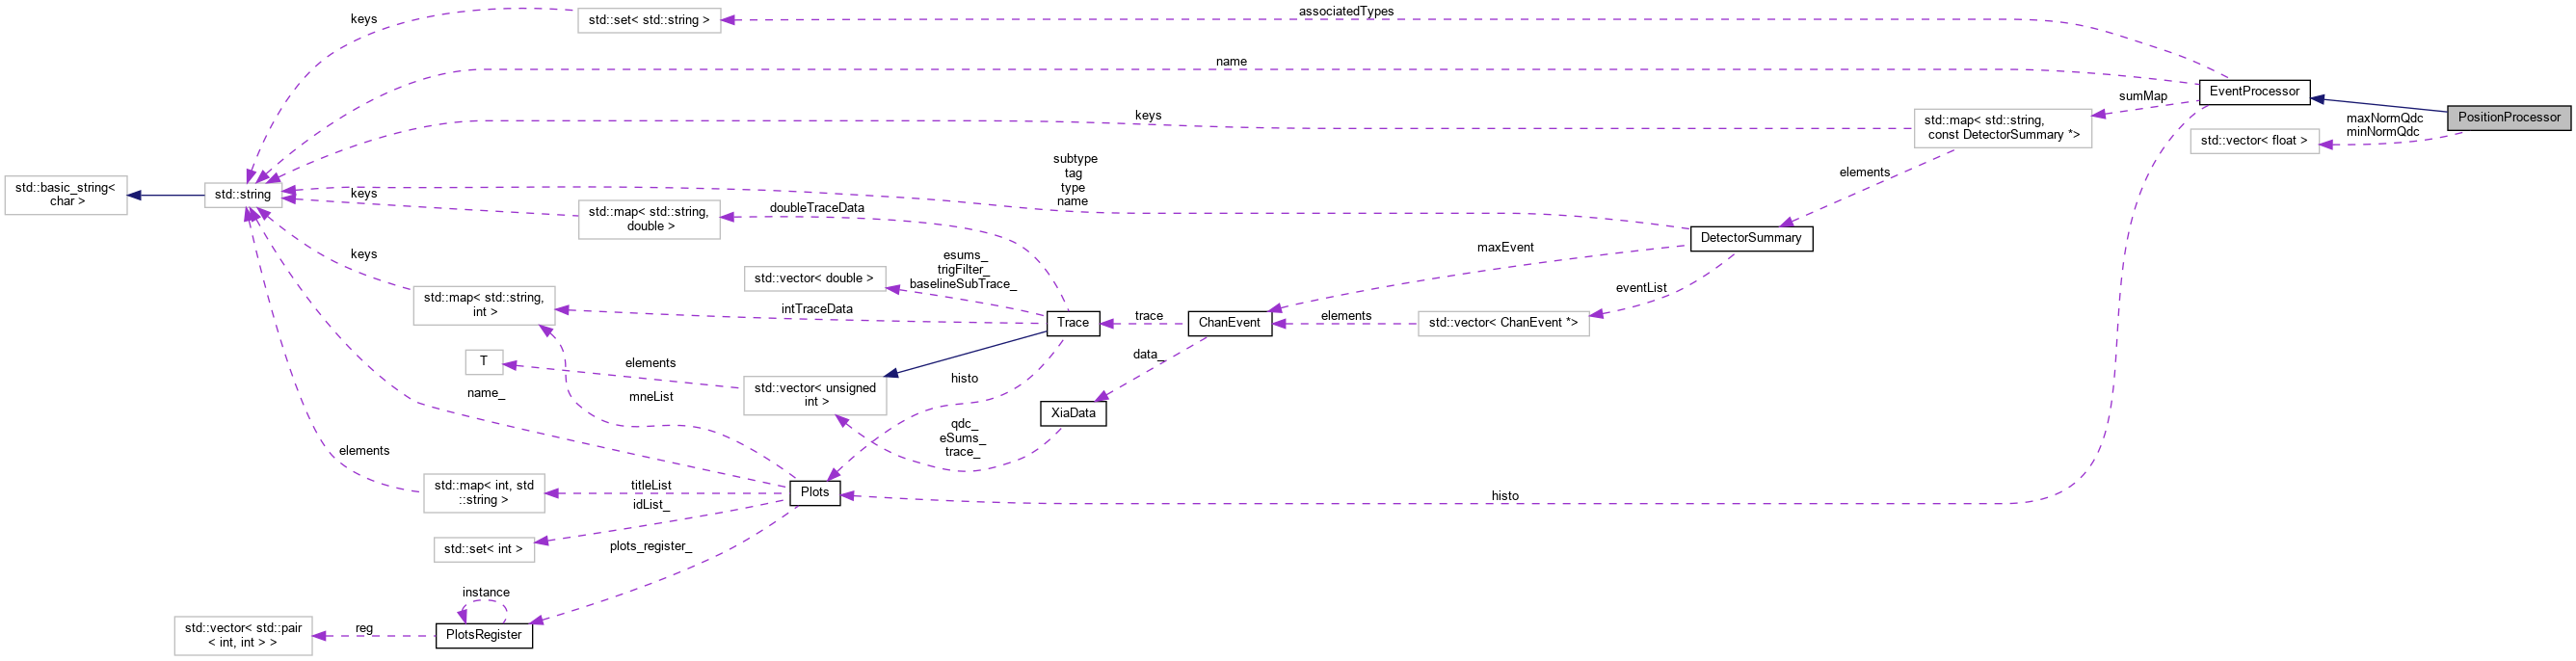 keys
std::set< std::string >
associatedTypes
name
EventProcessor
sumMap
PositionProcessor
maxNormQdc
minNormQdc
std::vector< float >
keys
std::map< std::string,
const DetectorSummary *>
elements
subtype
tag
type
name
std::basic_string<
char >
std::string
keys
std::map< std::string,
double >
doubleTraceData
DetectorSummary
maxEvent
eventList
keys
std::vector< double >
esums_
trigFilter_
baselineSubTrace_
std::map< std::string,
int >
intTraceData
Trace
trace
ChanEvent
elements
std::vector< ChanEvent *>
data_
T
elements
std::vector< unsigned
int >
histo
mneList
name_
XiaData
qdc_
eSums_
trace_
elements
std::map< int, std
::string >
titleList
idList_
Plots
histo
std::set< int >
plots_register_
instance
std::vector< std::pair
< int, int > >
reg
PlotsRegister